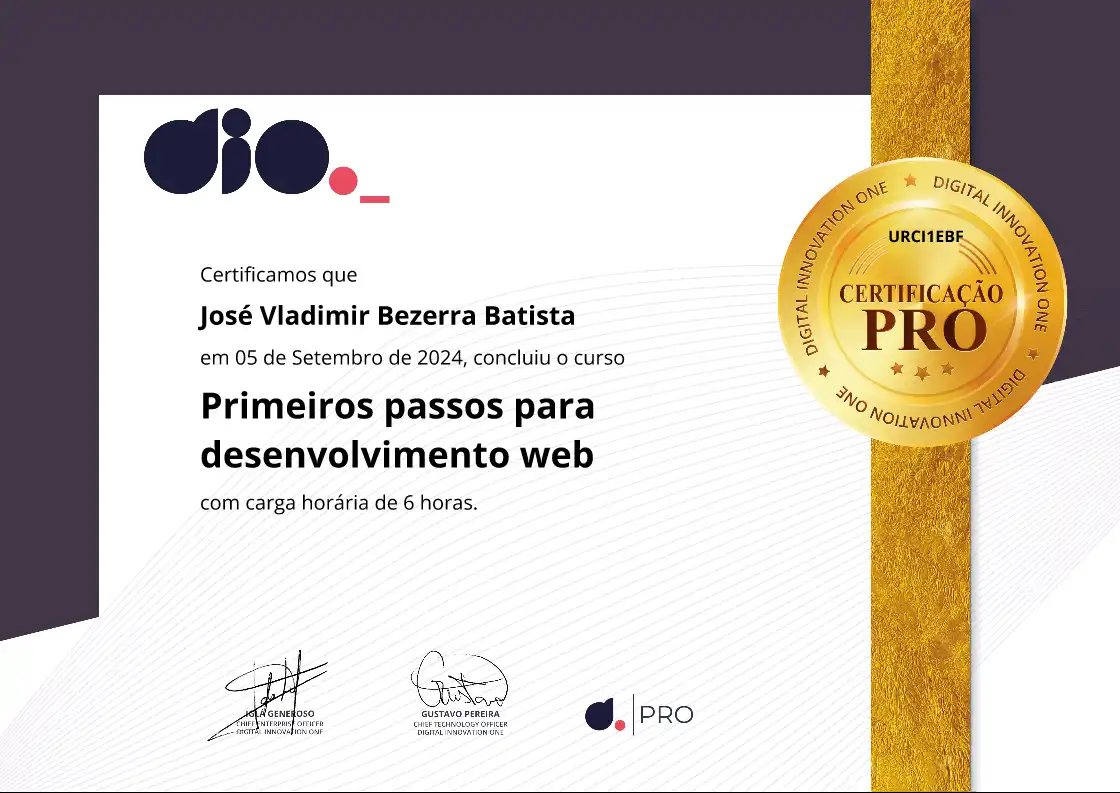 dio._
Certificamos que
José Vladimir Bezerra Batista
em 05 de Setembro de 2024, concluiu o curso
Primeiros passos para
desenvolvimento web
com carga horária de 6 horas.
DIGITAL INNOVATION ONE
DIGITAL INNOVATION ONE
DIGITAL INNOVATION ONE
URCI1EBF
CERTIFICAÇÃO
PRO
IGLA GENEROSO
CHIEF ENTERPRISE OFFICER
DIGITAL INNOVATION ONE
Gustavo
GUSTAVO PEREIRA
CHIEF TECHNOLOGY OFFICER
DIGITAL INNOVATION ONE
d. PRO